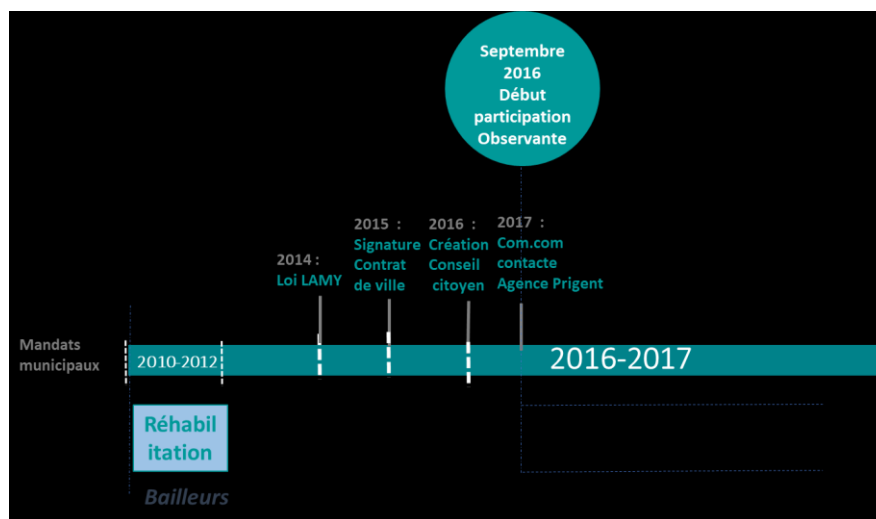 Septembre
2016
Début
participation
Observante
2014 :
Loi LAMY
2015 :
Signature
Contrat
de ville
2016 :
Création
Conseil
citoyen
2017 :
Com.com
contacte
Agence Prigent
Mandats
municipaux
2010-2012
2016-2017
Réhabil
itation
Bailleurs